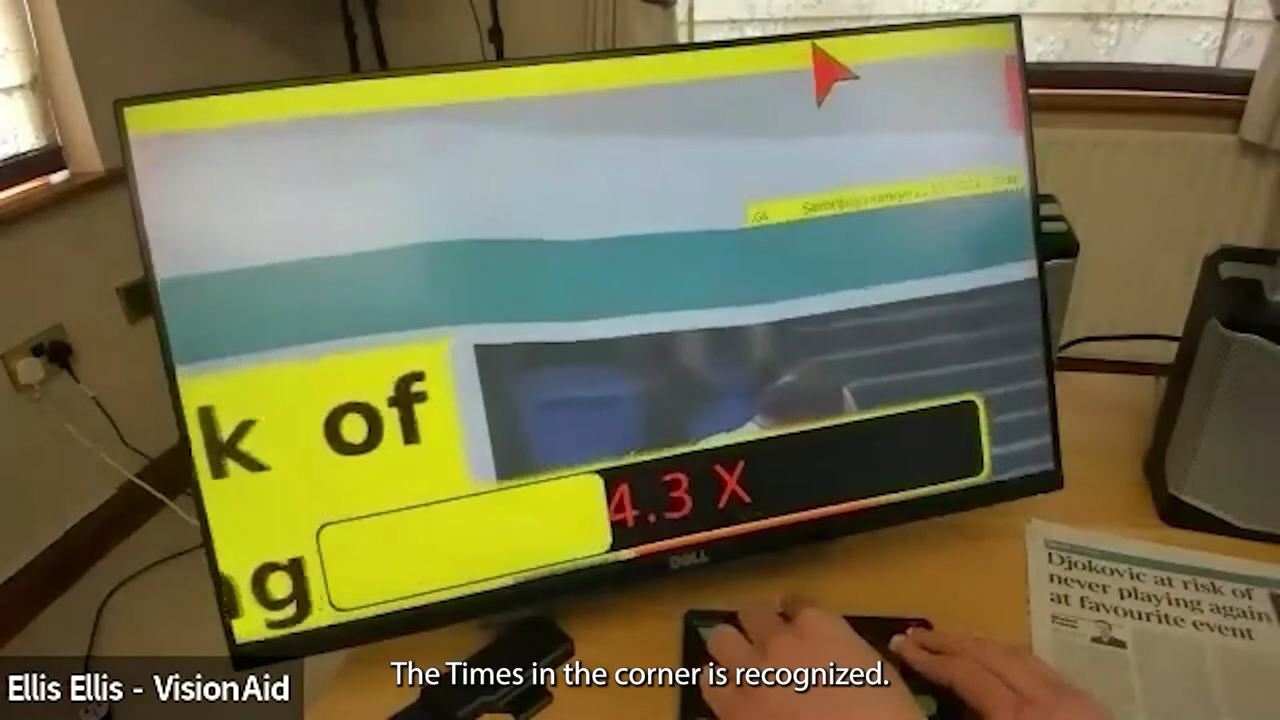 k of
ng
4.3 X
DELL
Djokovic at risk of
never playing again
at favourite event
The Times in the corner is recognized.
Ellis Ellis - VisionAid